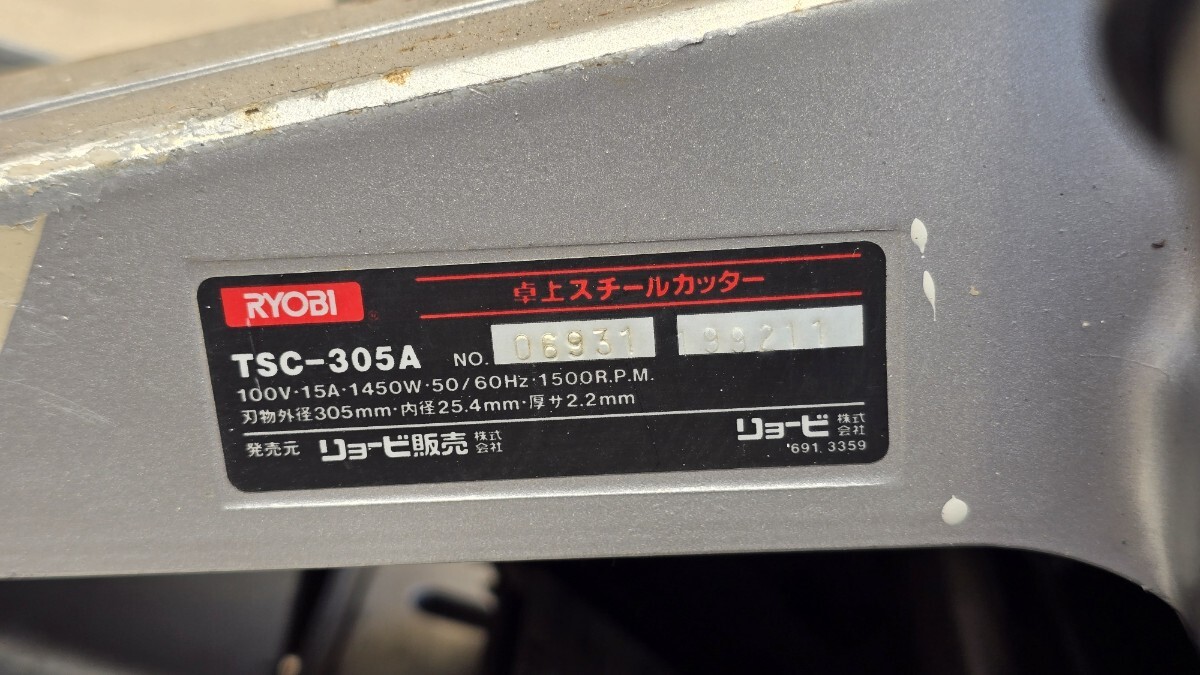 RYOBI ®
卓上スチールカッター
TSC-305A NO. 06931 199211
100V・15A・1450W・50/60Hz・1500R.P.M.
刃物外径305mm・内径25.4mm・厚サ2.2mm
発売元 リョービ販売 株式会社
リョービ 株式会社
'691. 3359